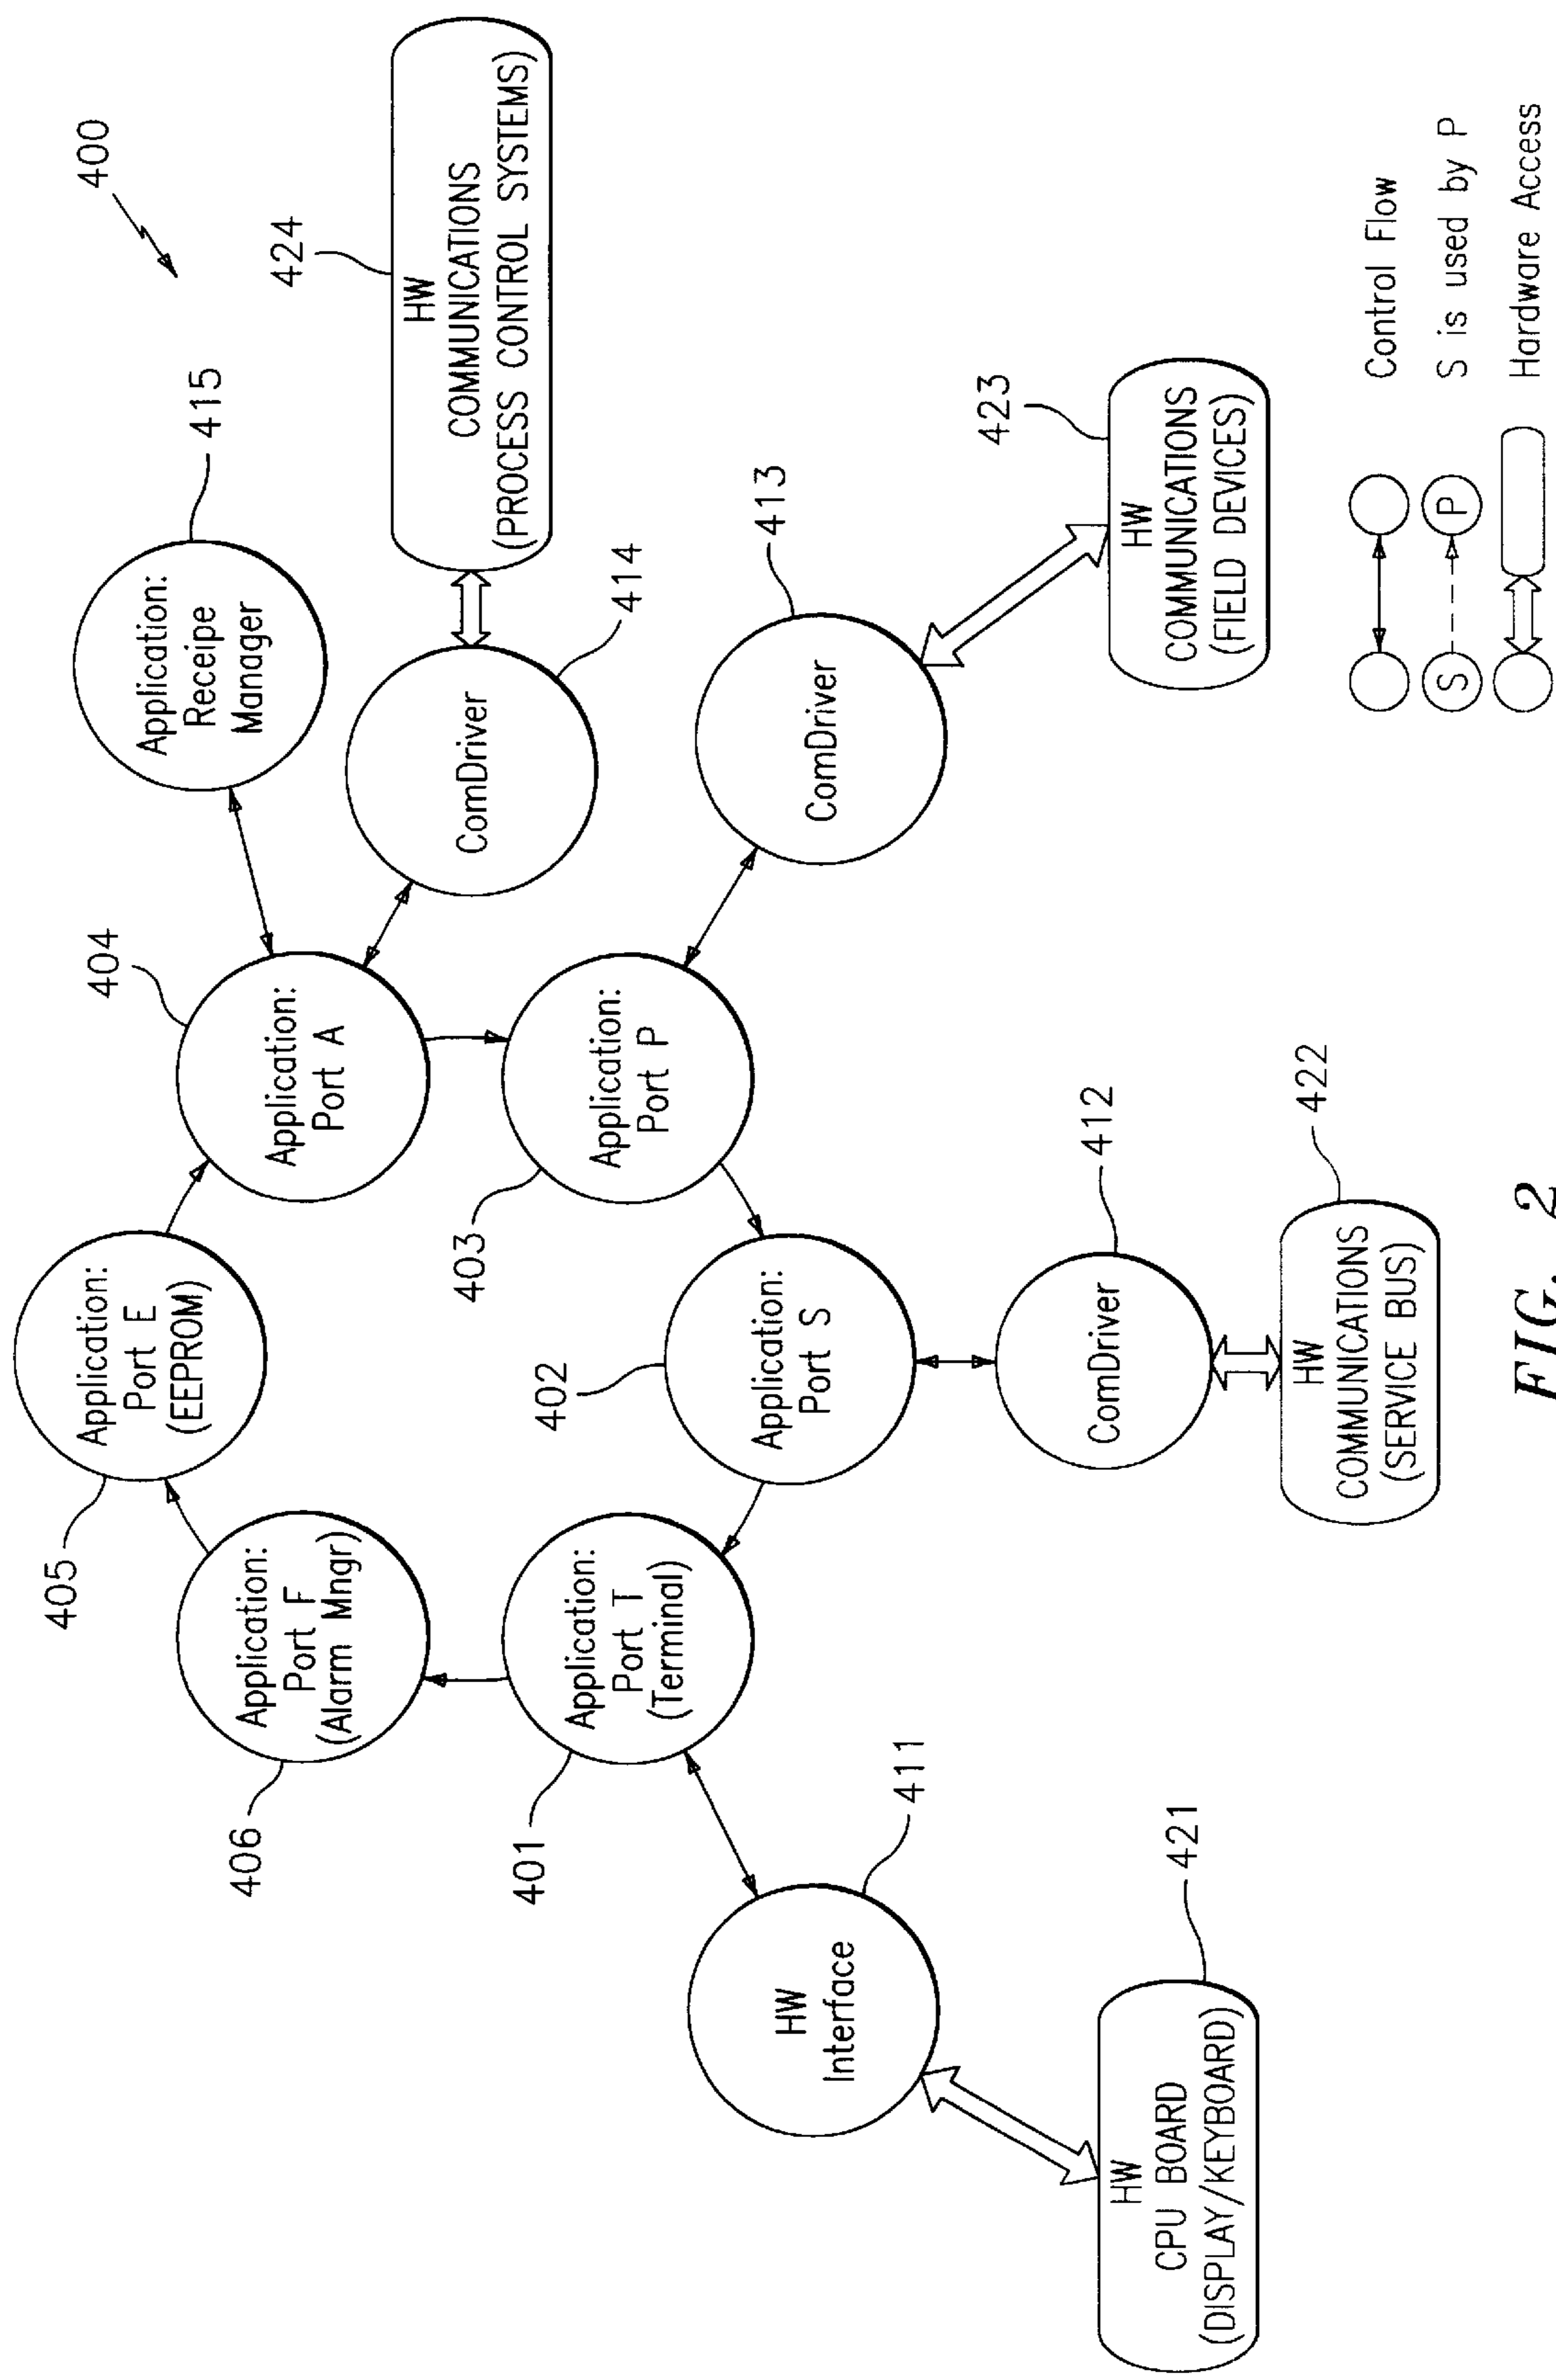 400
405
Application:
Port E
(EEPROM)
406
Application:
Port F
(Alarm Mngr)
404
Application:
Port A
415
Application:
Receipe
Manager
424
HW
COMMUNICATIONS
(PROCESS CONTROL SYSTEMS)
414
ComDriver
401
Application:
Port T
(Terminal)
403
Application:
Port P
402
Application:
Port S
413
ComDriver
411
HW
Interface
412
ComDriver
423
HW
COMMUNICATIONS
(FIELD DEVICES)
421
HW
CPU BOARD
(DISPLAY/KEYBOARD)
422
HW
COMMUNICATIONS
(SERVICE BUS)
Control Flow
S P S is used by P
Hardware Access
FIG. 2